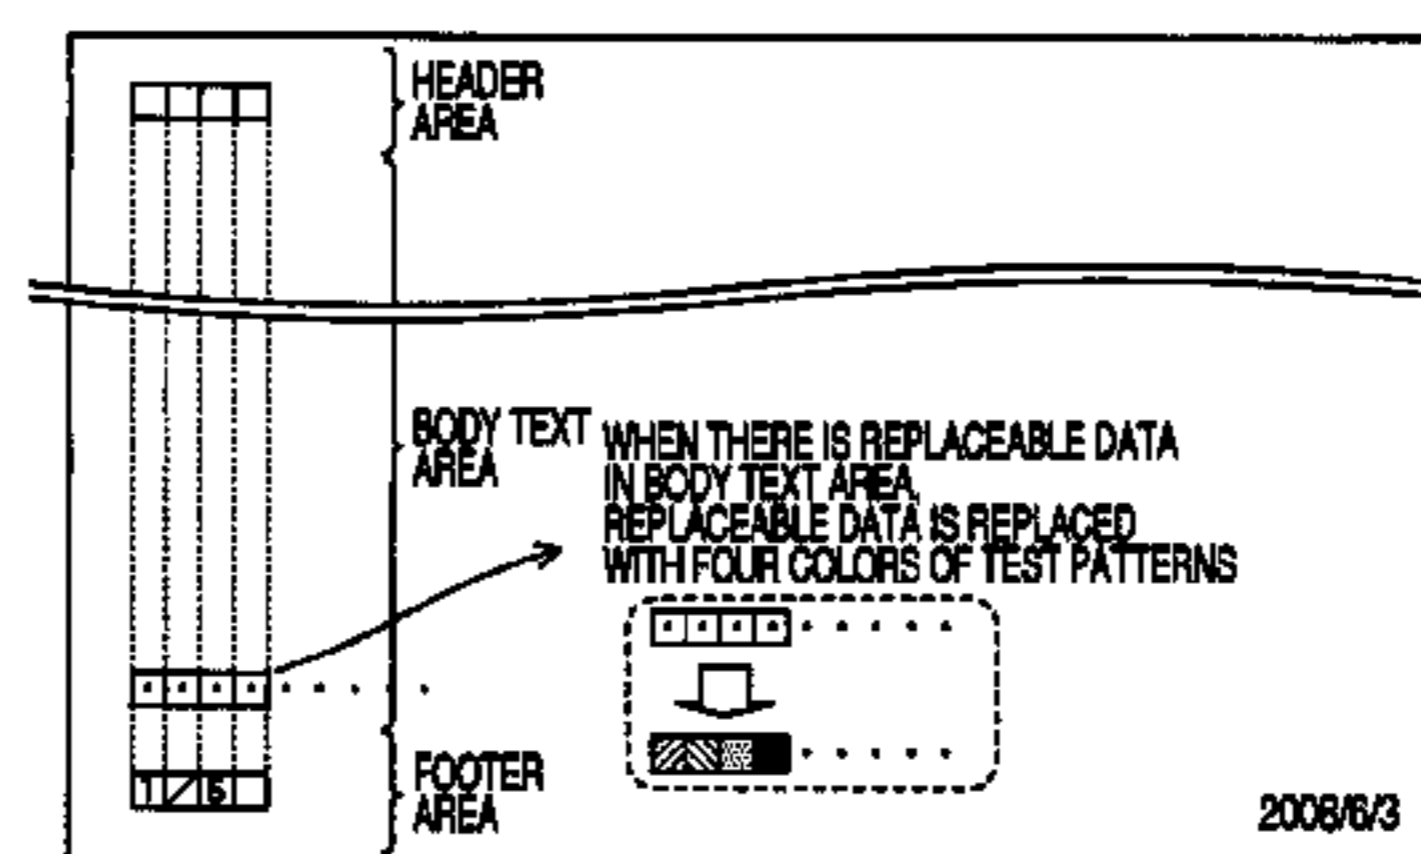 HEADER
AREA
BODY TEXT
AREA
WHEN THERE IS REPLACEABLE DATA
IN BODY TEXT AREA,
REPLACEABLE DATA IS REPLACED
WITH FOUR COLORS OF TEST PATTERNS
1/5
FOOTER
AREA
2008/6/3